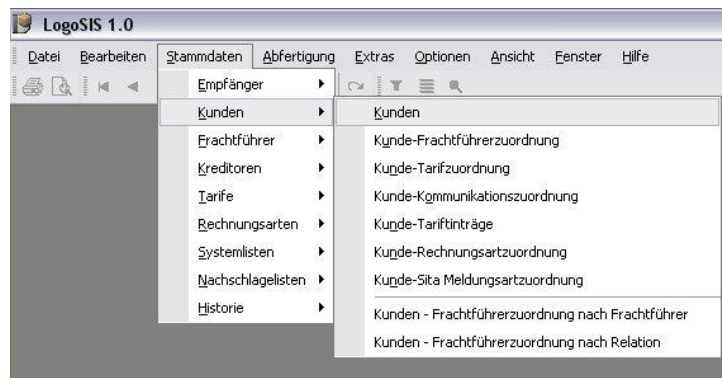 LogoSIS 1.0
Datei Bearbeiten Stammdaten Abfertigung Extras Optionen Ansicht Fenster Hilfe
Empfänger
Kunden
Frachtführer
Kreditoren
Tarife
Rechnungsarten
Systemlisten
Nachschlagelisten
Historie
Kunden
Kunde-Frachtführerzuordnung
Kunde-Tarifzuordnung
Kunde-Kommunikationszuordnung
Kunde-Tariftinträge
Kunde-Rechnungsartzuordnung
Kunde-Sita Meldungsartzuordnung
Kunden - Frachtführerzuordnung nach Frachtführer
Kunden - Frachtführerzuordnung nach Relation